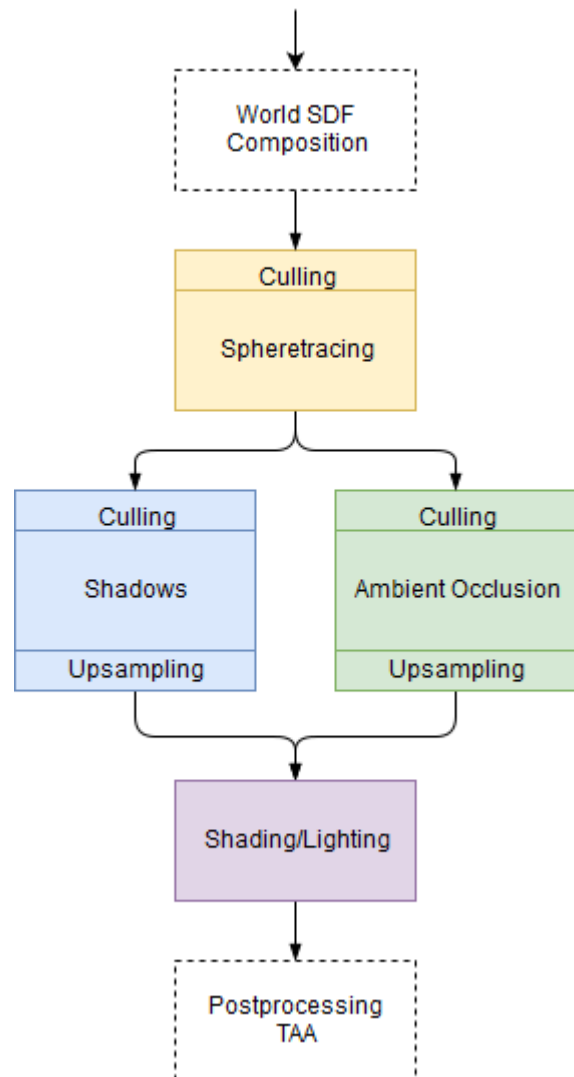 World SDF
Composition
Culling
Spheretracing
Culling
Shadows
Upsampling
Culling
Ambient Occlusion
Upsampling
Shading/Lighting
Postprocessing
TAA